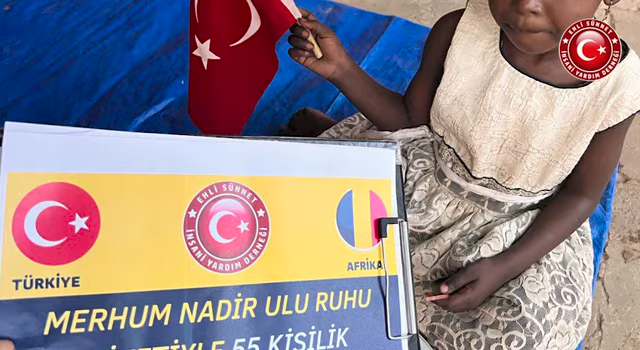 EHLİ SÜNNET
İNSANİ YARDIM DERNEĞİ
EHLİ SÜNNET
İNSANİ YARDIM DERNEĞİ
TÜRKİYE
AFRİKA
MERHUM NADİR ULU RUHU
55 KİŞİLİK